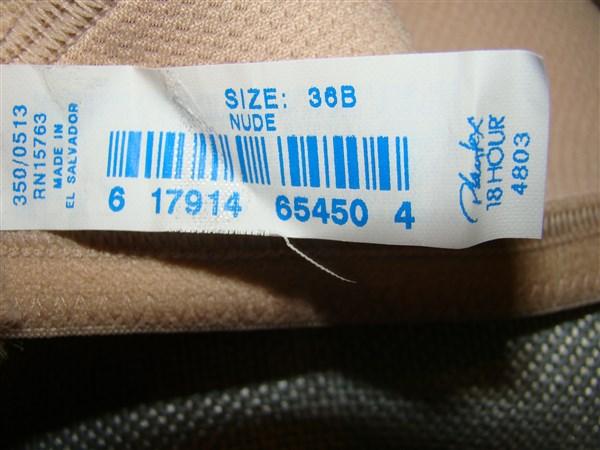 350/0513
RN15763
MADE IN
EL SALVADOR
SIZE: 36B
NUDE
6 17914 65450 4
Playtex
18 HOUR
4803